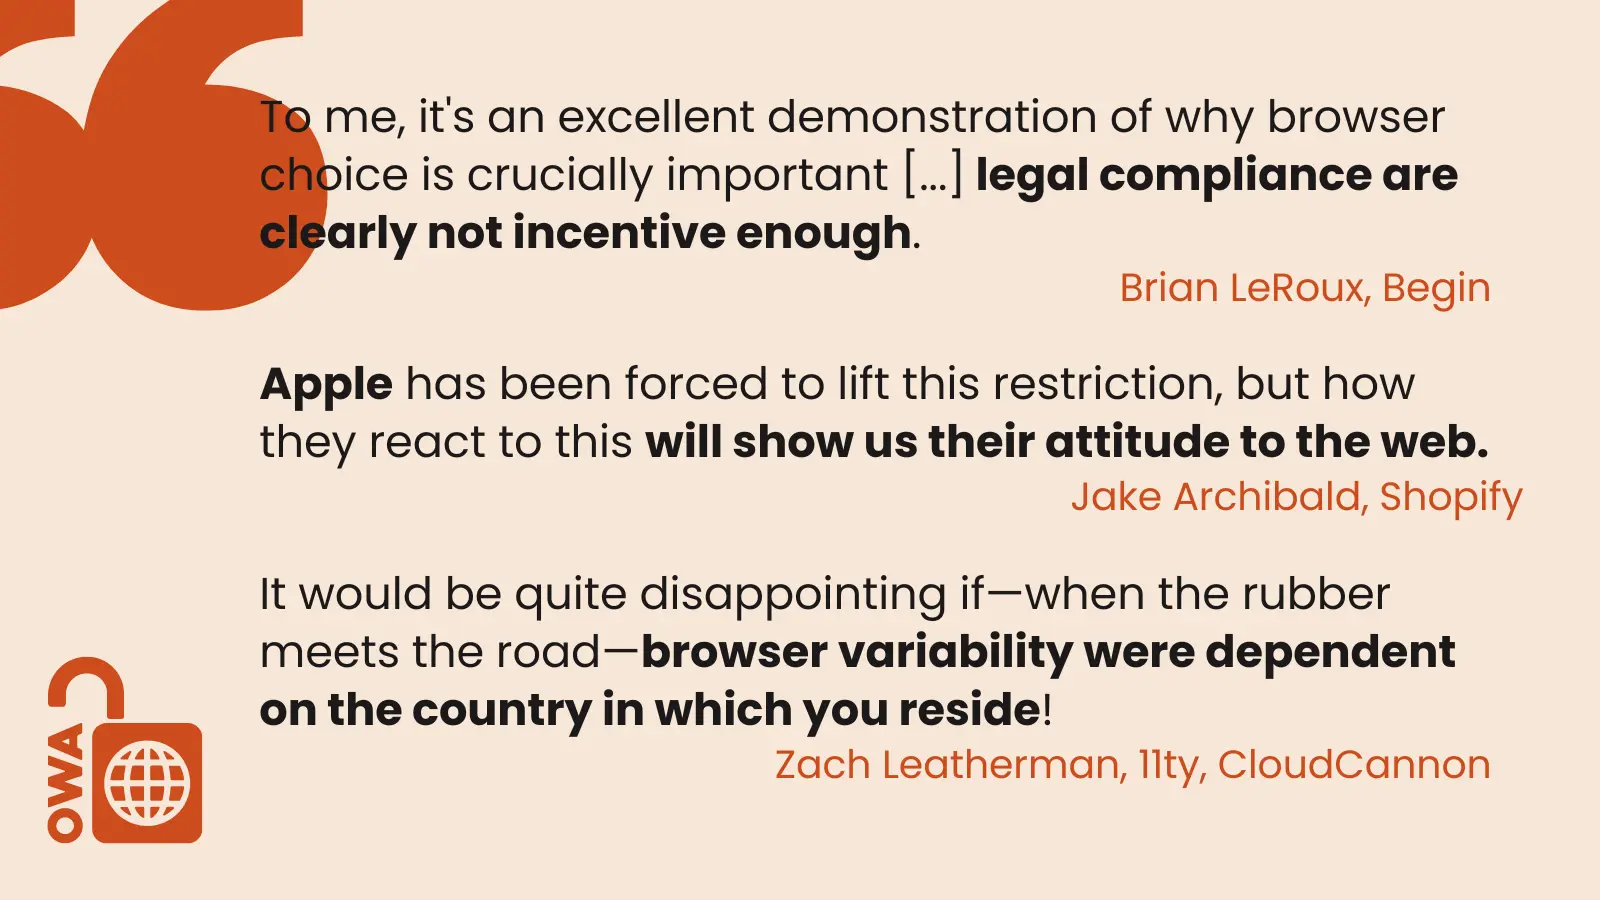 To me, it's an excellent demonstration of why browser
choice is crucially important [...] legal compliance are
clearly not incentive enough.
Brian LeRoux, Begin
Apple has been forced to lift this restriction, but how
they react to this will show us their attitude to the web.
Jake Archibald, Shopify
It would be quite disappointing if—when the rubber
meets the road—browser variability were dependent
on the country in which you reside!
Zach Leatherman, 11ty, CloudCannon
OWA